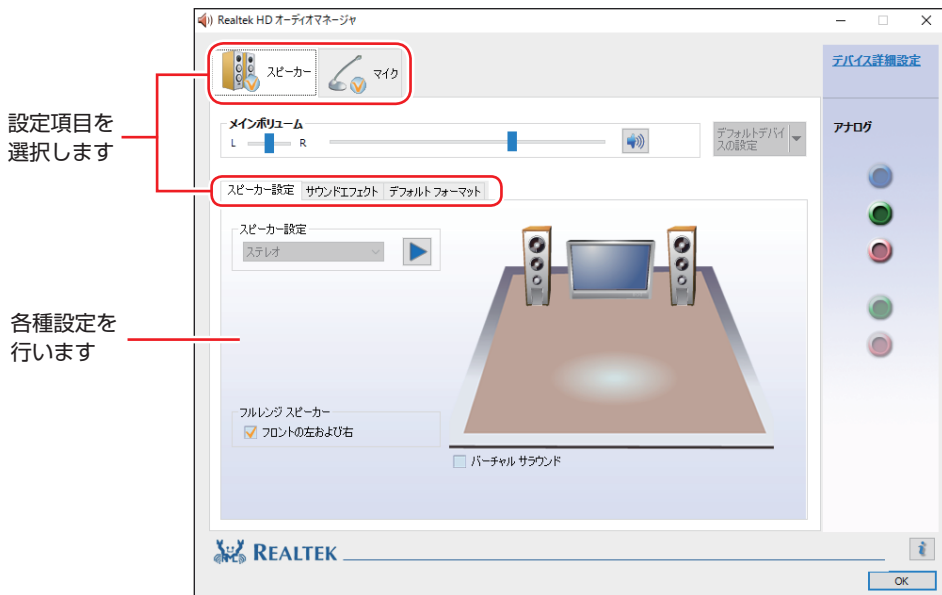 Realtek HD オーディオマネージャ
スピーカー
マイク
デバイス詳細設定
設定項目を
選択します
メインボリューム
L
R
デフォルトデバイ
スの設定
アナログ
スピーカー設定 サウンドエフェクト デフォルト フォーマット
スピーカー設定
ステレオ
各種設定を
行います
フルレンジ スピーカー
フロントの左および右
バーチャル サラウンド
REALTEK
OK